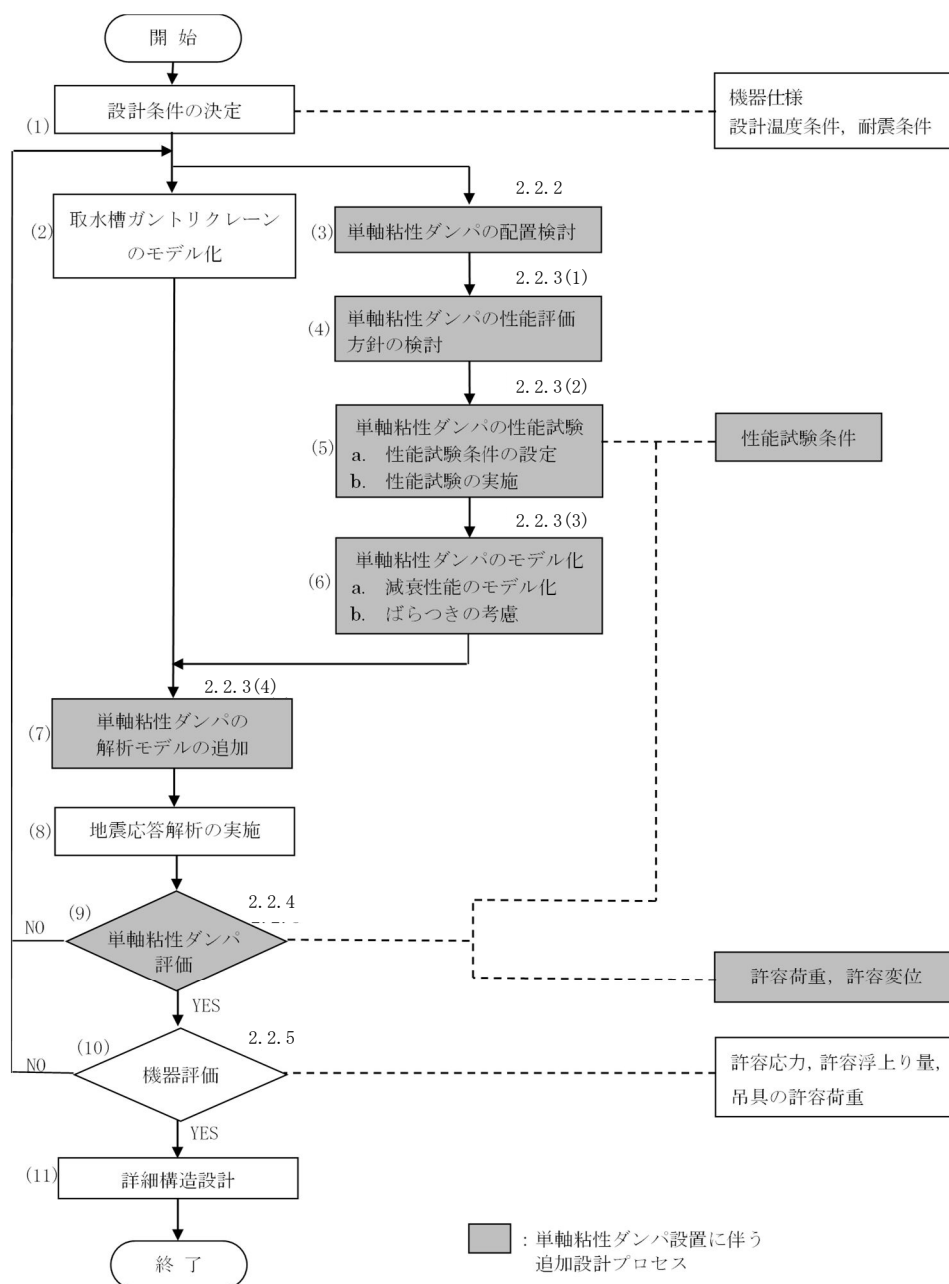 開 始
(1)
設計条件の決定
機器仕様
設計温度条件，耐震条件
(2)
取水槽ガントリクレーン
のモデル化
2.2.2
(3)
単軸粘性ダンパの配置検討
2.2.3(1)
(4)
単軸粘性ダンパの性能評価
方針の検討
2.2.3(2)
(5)
単軸粘性ダンパの性能試験
a. 性能試験条件の設定
b. 性能試験の実施
性能試験条件
2.2.3(3)
(6)
単軸粘性ダンパのモデル化
a. 減衰性能のモデル化
b. ばらつきの考慮
2.2.3(4)
(7)
単軸粘性ダンパの
解析モデルの追加
(8)
地震応答解析の実施
2.2.4
(9)
NO
単軸粘性ダンパ
評価
許容荷重，許容変位
YES
2.2.5
(10)
NO
機器評価
許容応力，許容浮上り量，
吊具の許容荷重
YES
(11)
詳細構造設計
終 了
：単軸粘性ダンパ設置に伴う
追加設計プロセス